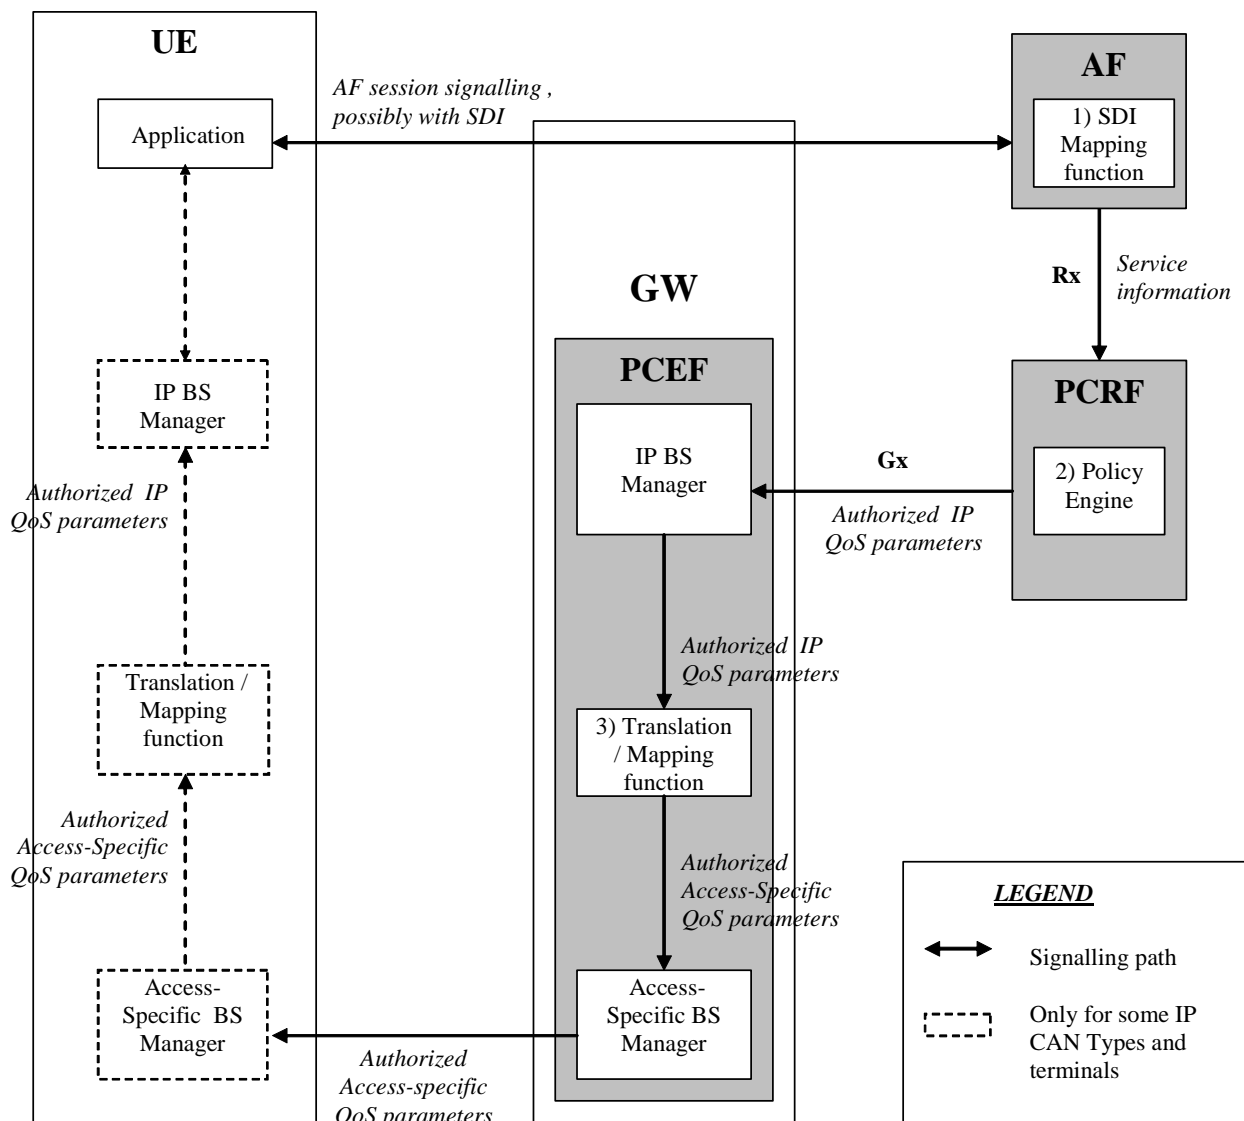 UE
Application
IP BS
Manager
Authorized IP
QoS parameters
Translation /
Mapping
function
Authorized
Access-Specific
QoS parameters
Access-
Specific BS
Manager
AF session signalling ,
possibly with SDI
GW
PCEF
IP BS
Manager
Authorized IP
QoS parameters
3) Translation
/ Mapping
function
Authorized
Access-Specific
QoS parameters
Access-
Specific BS
Manager
Authorized
Access-specific
QoS parameters
AF
1) SDI
Mapping
function
Rx
Service
information
PCRF
2) Policy
Engine
Gx
Authorized IP
QoS parameters
LEGEND
Signalling path
Only for some IP
CAN Types and
terminals